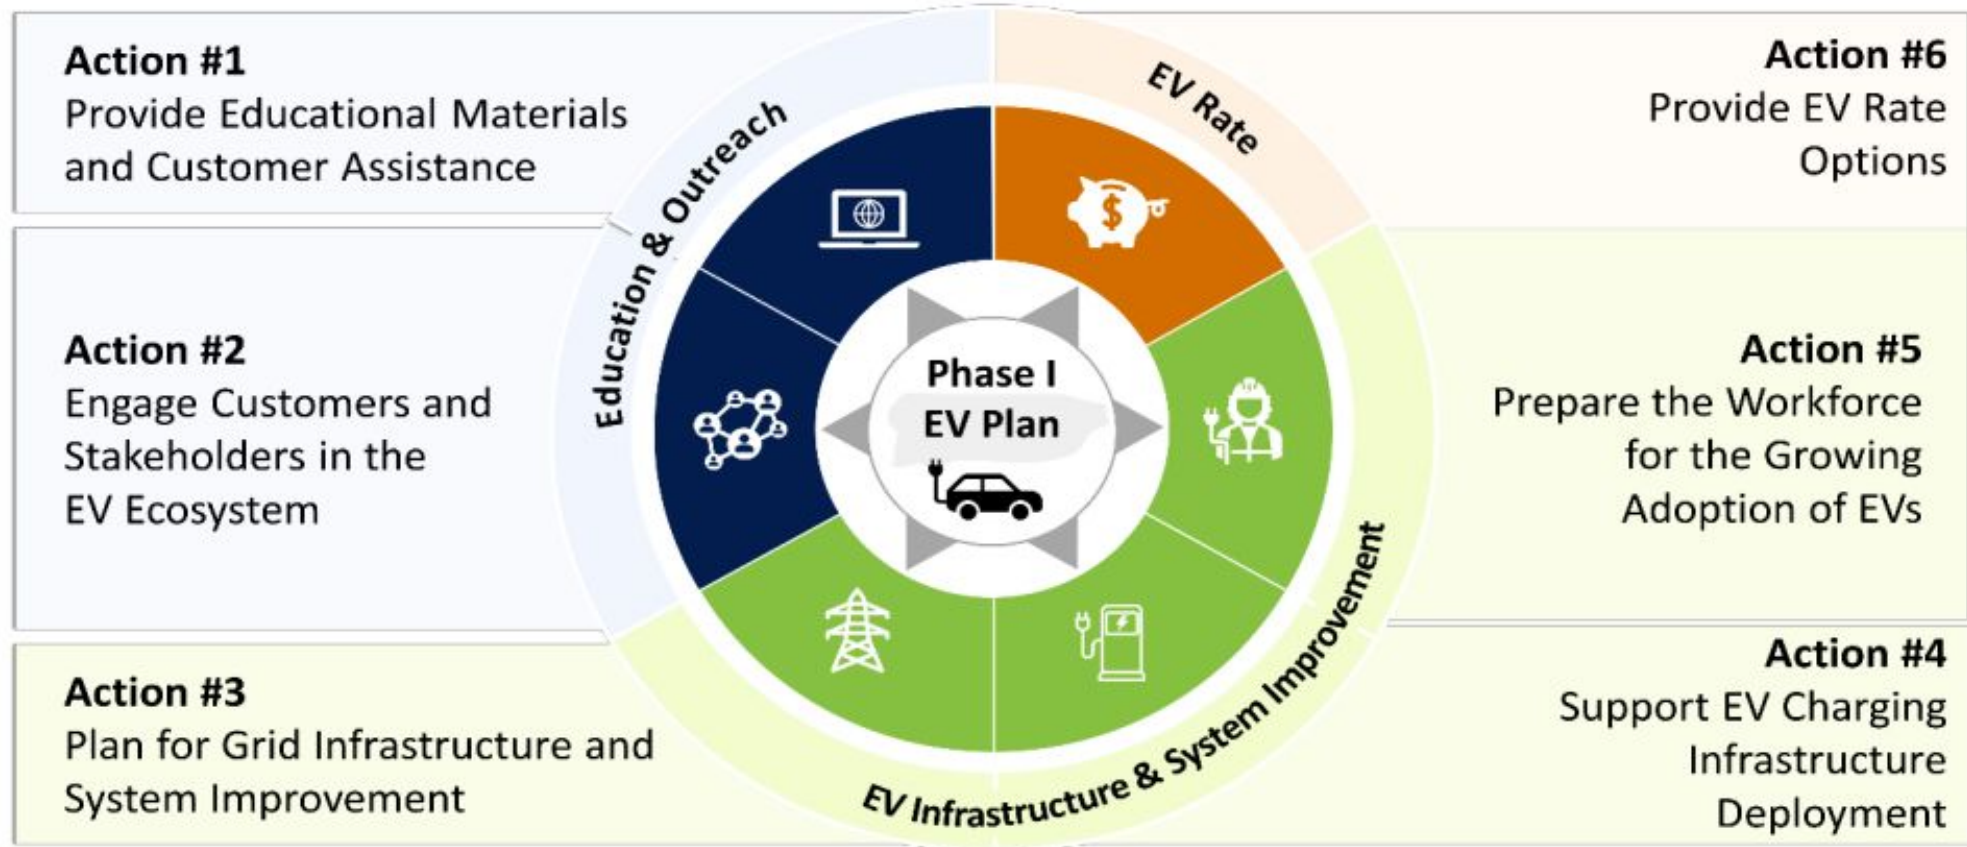 Action #1
Provide Educational Materials
and Customer Assistance
Action #2
Engage Customers and
Stakeholders in the
EV Ecosystem
Action #3
Plan for Grid Infrastructure and
System Improvement
Education & Outreach
EV Rate
$
Phase I
EV Plan
EV Infrastructure & System Improvement
Action #6
Provide EV Rate
Options
Action #5
Prepare the Workforce
for the Growing
Adoption of EVs
Action #4
Support EV Charging
Infrastructure
Deployment